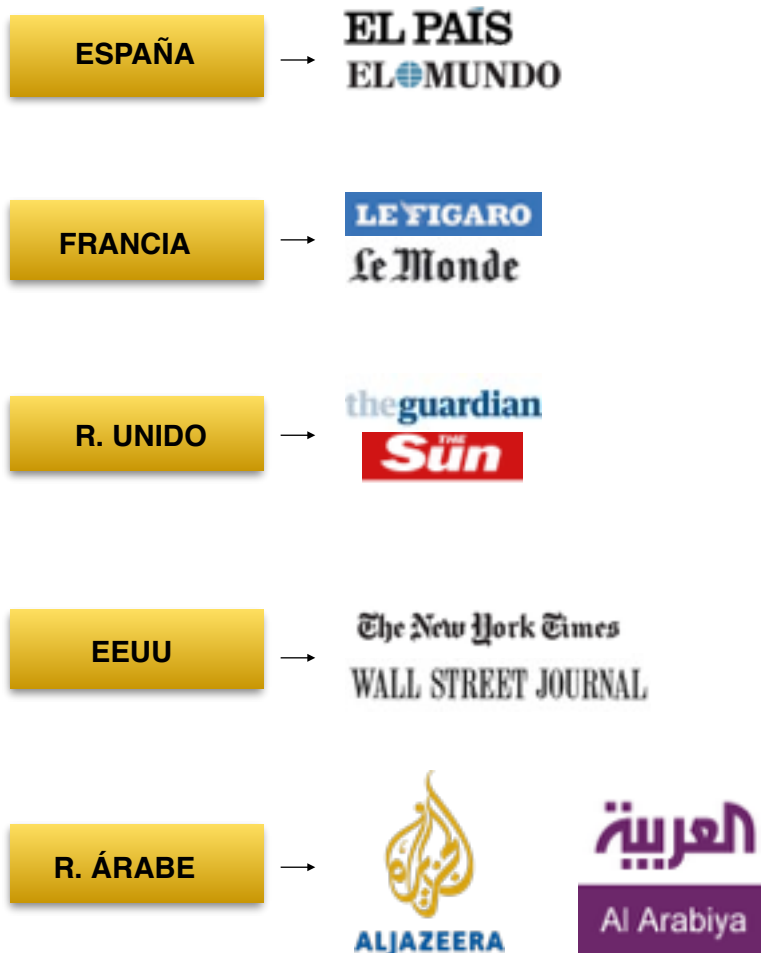 ESPAÑA
EL PAÍS
EL MUNDO
FRANCIA
LE FIGARO
Le Monde
R. UNIDO
theguardian
THE
Sun
EEUU
The New York Times
WALL STREET JOURNAL
R. ÁRABE
الجزيرة
ALJAZEERA
العربية
Al Arabiya